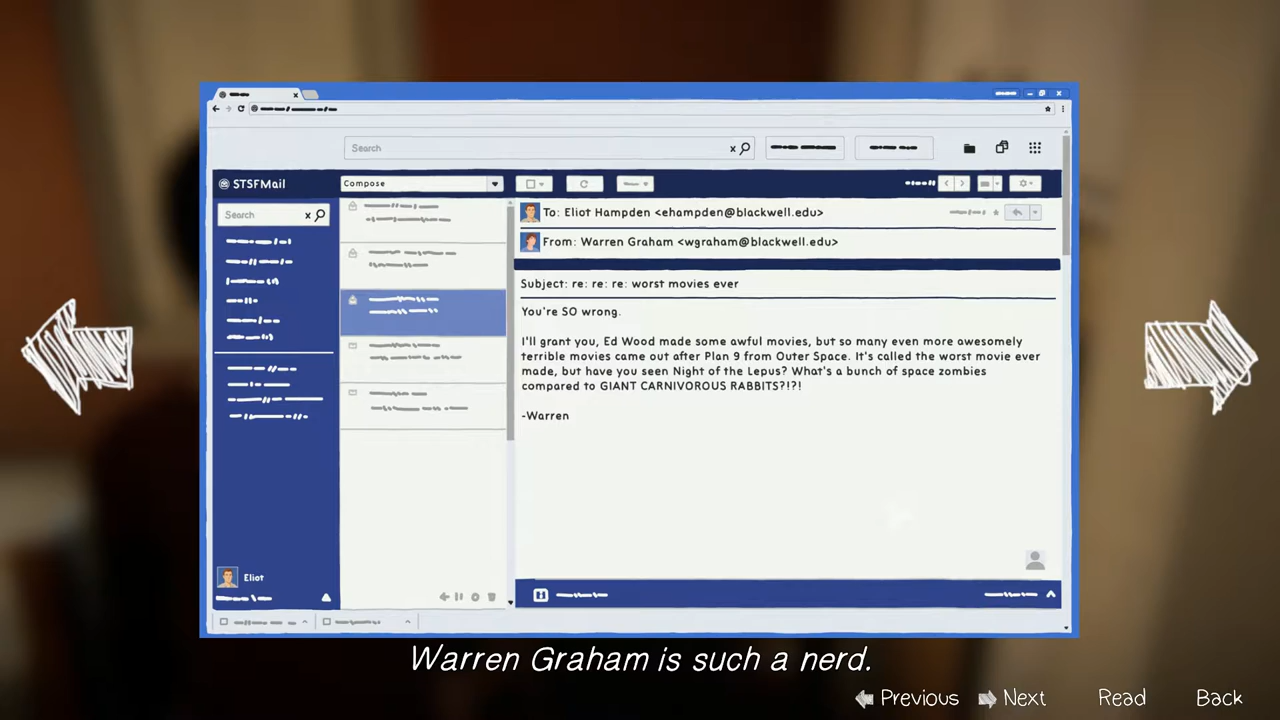 Search
STSFMail
Compose
Search
To: Eliot Hampden <ehampden@blackwell.edu>
From: Warren Graham <wgraham@blackwell.edu>
Subject: re: re: re: worst movies ever
You're SO wrong.
I'll grant you, Ed Wood made some awful movies, but so many even more awesomely
terrible movies came out after Plan 9 from Outer Space. It's called the worst movie ever
made, but have you seen Night of the Lepus? What's a bunch of space zombies
compared to GIANT CARNIVOROUS RABBITS?!?!
-Warren
Eliot
Warren Graham is such a nerd.
Previous Next Read Back